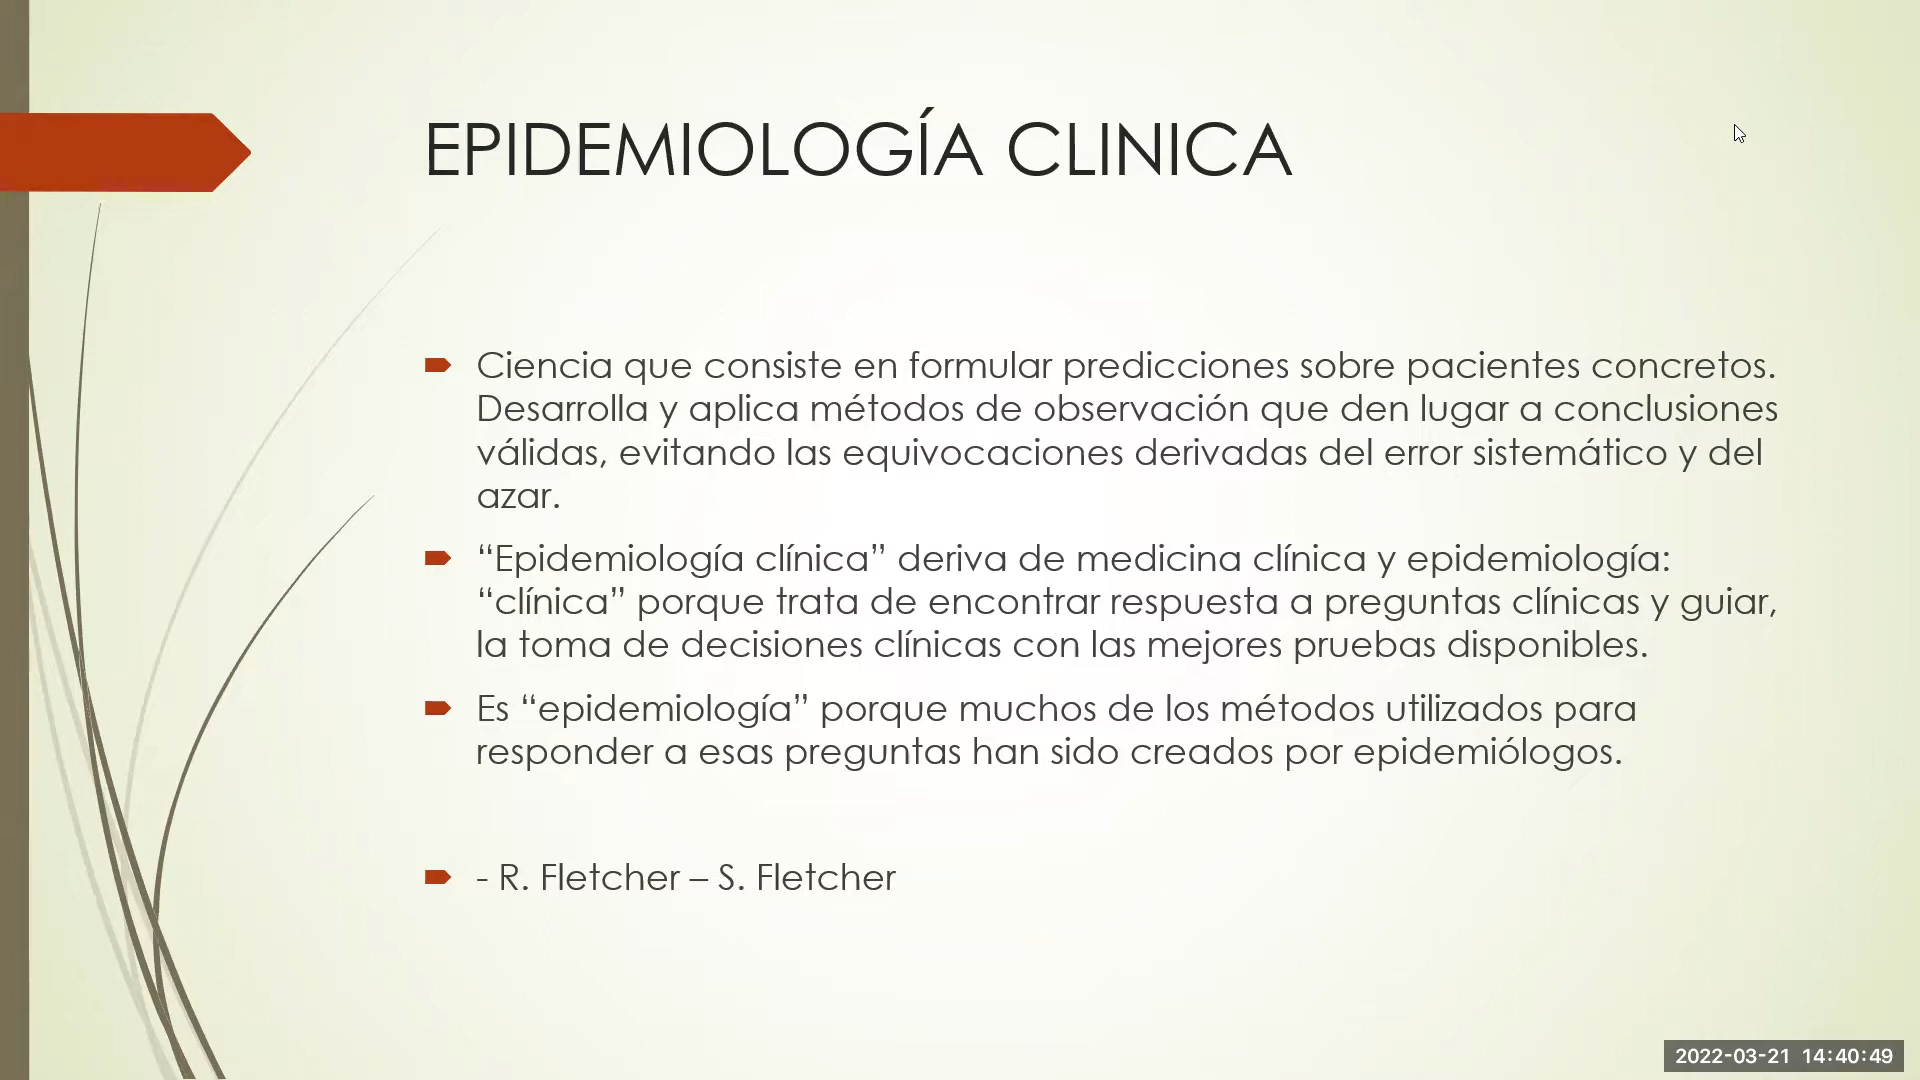 EPIDEMIOLOGÍA CLINICA
Ciencia que consiste en formular predicciones sobre pacientes concretos.
Desarrolla y aplica métodos de observación que den lugar a conclusiones
válidas, evitando las equivocaciones derivadas del error sistemático y del
azar.
“Epidemiología clínica” deriva de medicina clínica y epidemiología:
“clínica” porque trata de encontrar respuesta a preguntas clínicas y guiar,
la toma de decisiones clínicas con las mejores pruebas disponibles.
Es “epidemiología” porque muchos de los métodos utilizados para
responder a esas preguntas han sido creados por epidemiólogos.
- R. Fletcher – S. Fletcher
2022-03-21 14:40:49